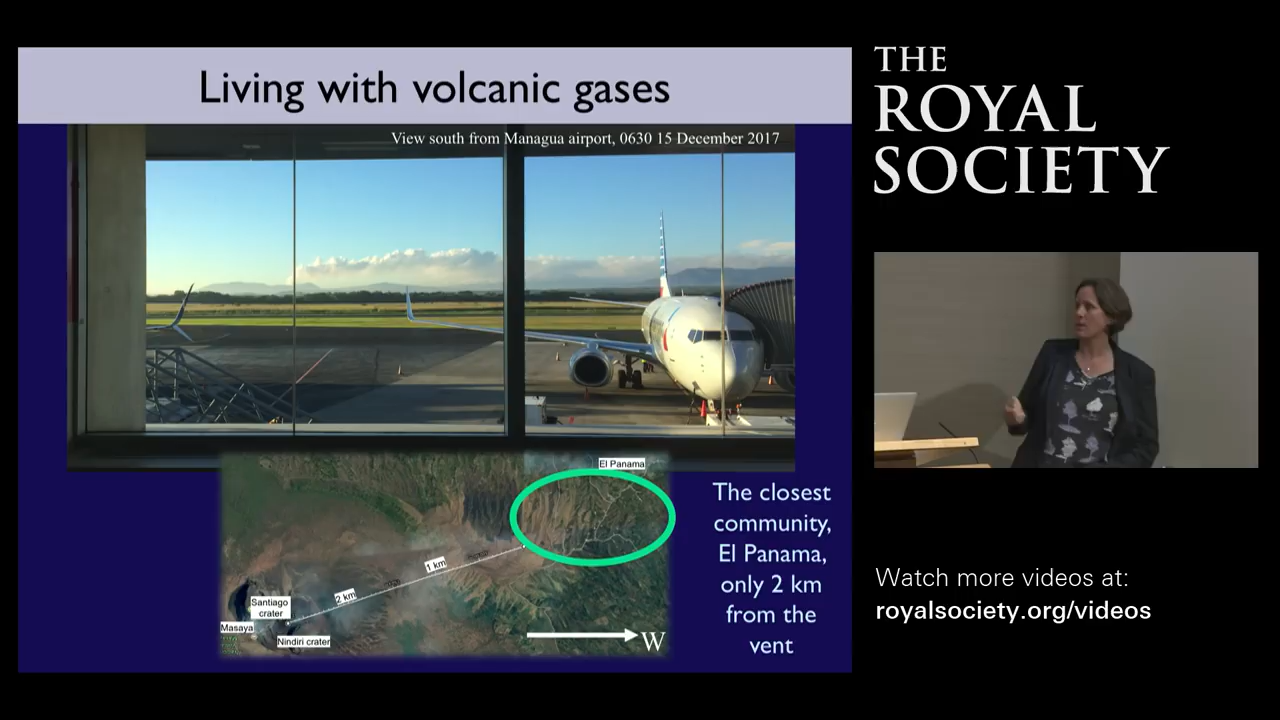 Living with volcanic gases
View south from Managua airport, 0630 15 December 2017
El Panama
1 km
2 km
Santiago
crater
Masaya
Nindiri crater
W
The closest
community,
El Panama,
only 2 km
from the
vent
THE
ROYAL
SOCIETY
Watch more videos at:
royalsociety.org/videos